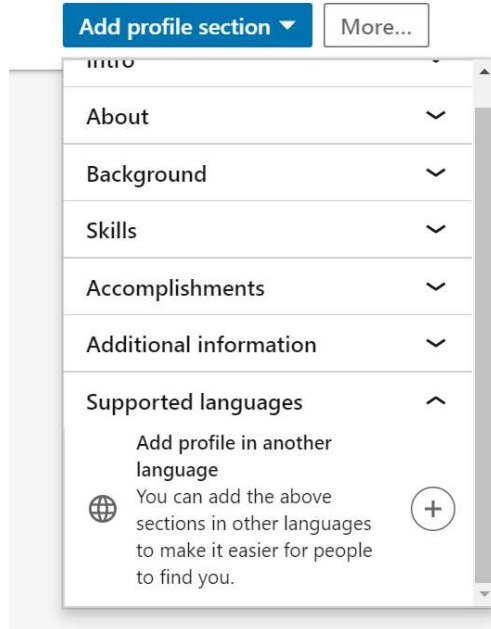 Add profile section
More...
Intro
About
Background
Skills
Accomplishments
Additional information
Supported languages
Add profile in another
language
You can add the above
sections in other languages
to make it easier for people
to find you.